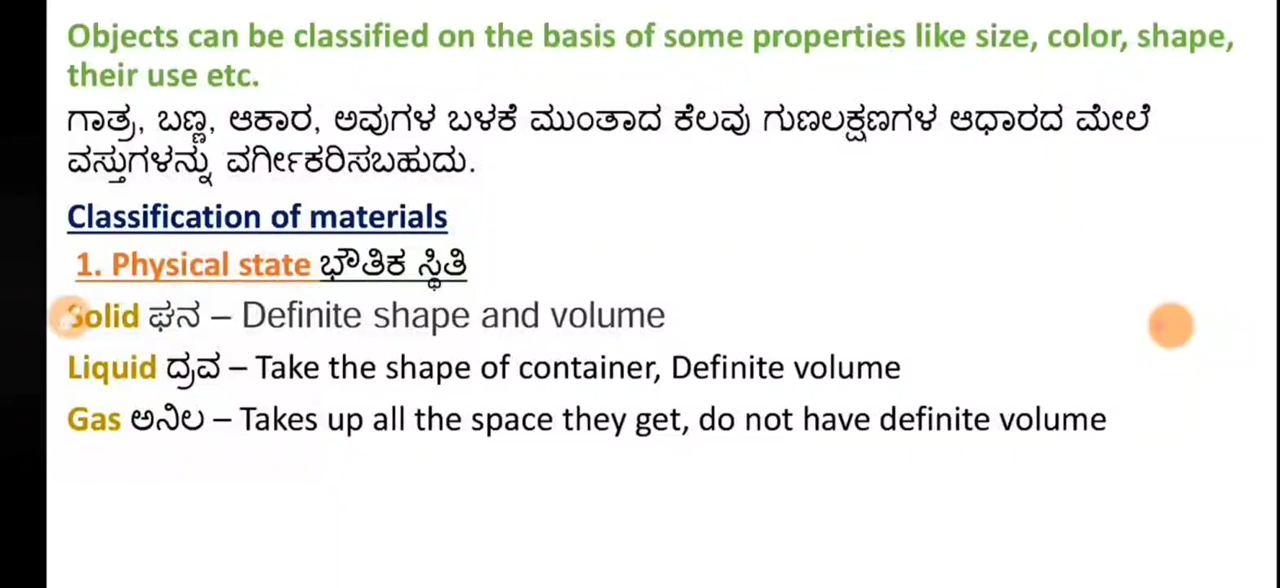 Objects can be classified on the basis of some properties like size, color, shape,
their use etc.
ಗಾತ್ರ, ಬಣ್ಣ, ಆಕಾರ, ಅವುಗಳ ಬಳಕೆ ಮುಂತಾದ ಕೆಲವು ಗುಣಲಕ್ಷಣಗಳ ಆಧಾರದ ಮೇಲೆ
ವಸ್ತುಗಳನ್ನು ವರ್ಗೀಕರಿಸಬಹುದು.
Classification of materials
1. Physical state ಭೌತಿಕ ಸ್ಥಿತಿ
Solid ಘನ – Definite shape and volume
Liquid ದ್ರವ – Take the shape of container, Definite volume
Gas ಅನಿಲ – Takes up all the space they get, do not have definite volume